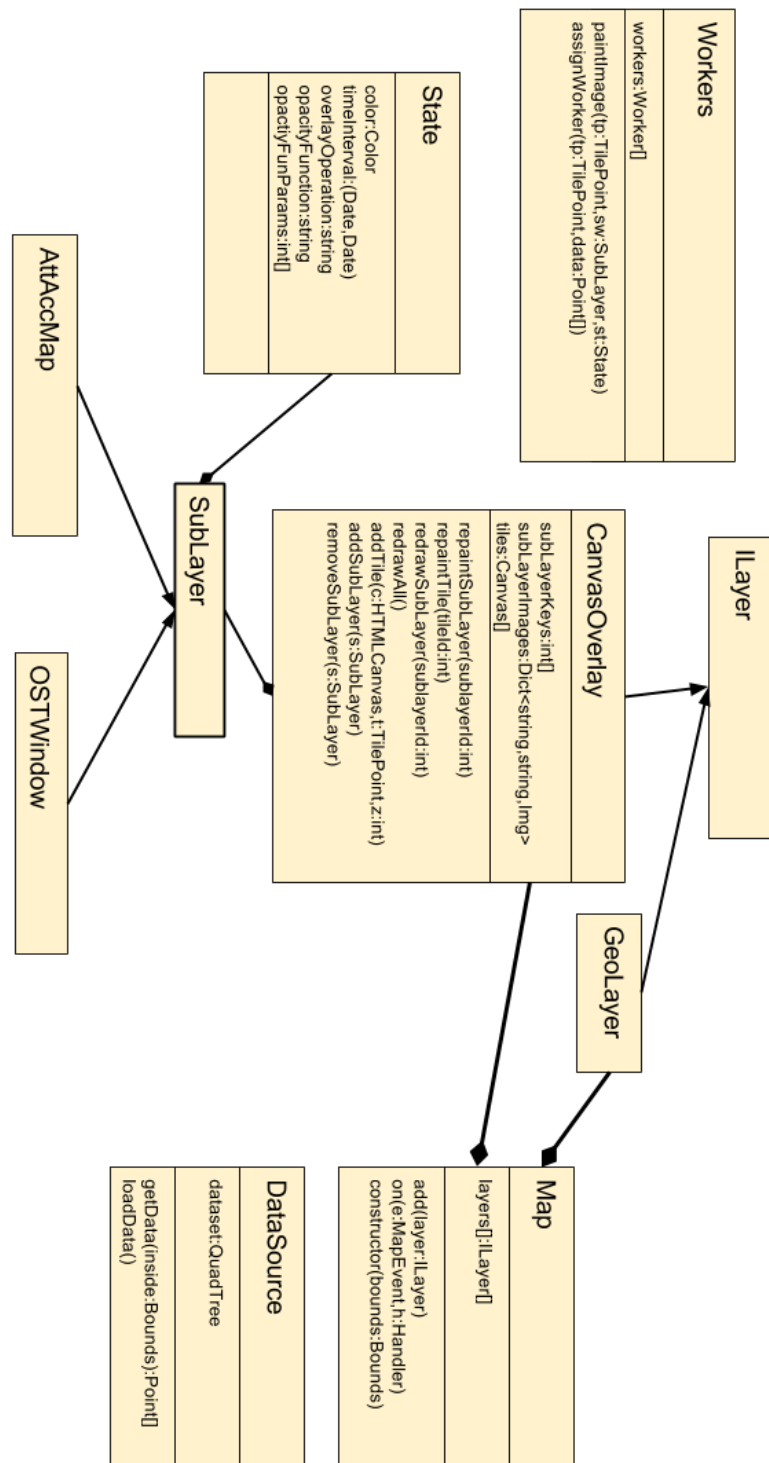 Workers
workers:Worker[]
paintImage(tp:TilePoint,sw:SubLayer,st:State)
assignWorker(tp:TilePoint,data:Point[])
ILayer
GeoLayer
Map
layers[]:ILayer[]
add(layer:ILayer)
on(e:MapEvent,h:Handler)
constructor(bounds:Bounds)
State
color:Color
timeInterval:(Date,Date)
overlayOperation:string
opacityFunction:string
opactiyFunParams:int[]
CanvasOverlay
subLayerKeys:int[]
subLayerImages:Dict<string,string,Img>
tiles:Canvas[]
repaintSubLayer(sublayerId:int)
repaintTile(tileId:int)
redrawSubLayer(sublayerId:int)
redrawAll()
addTile(c:HTMLCanvas,t:TilePoint,z:int)
addSubLayer(s:SubLayer)
removeSubLayer(s:SubLayer)
DataSource
dataset:QuadTree
getData(inside:Bounds):Point[]
loadData()
SubLayer
AttAccMap
OSTWindow